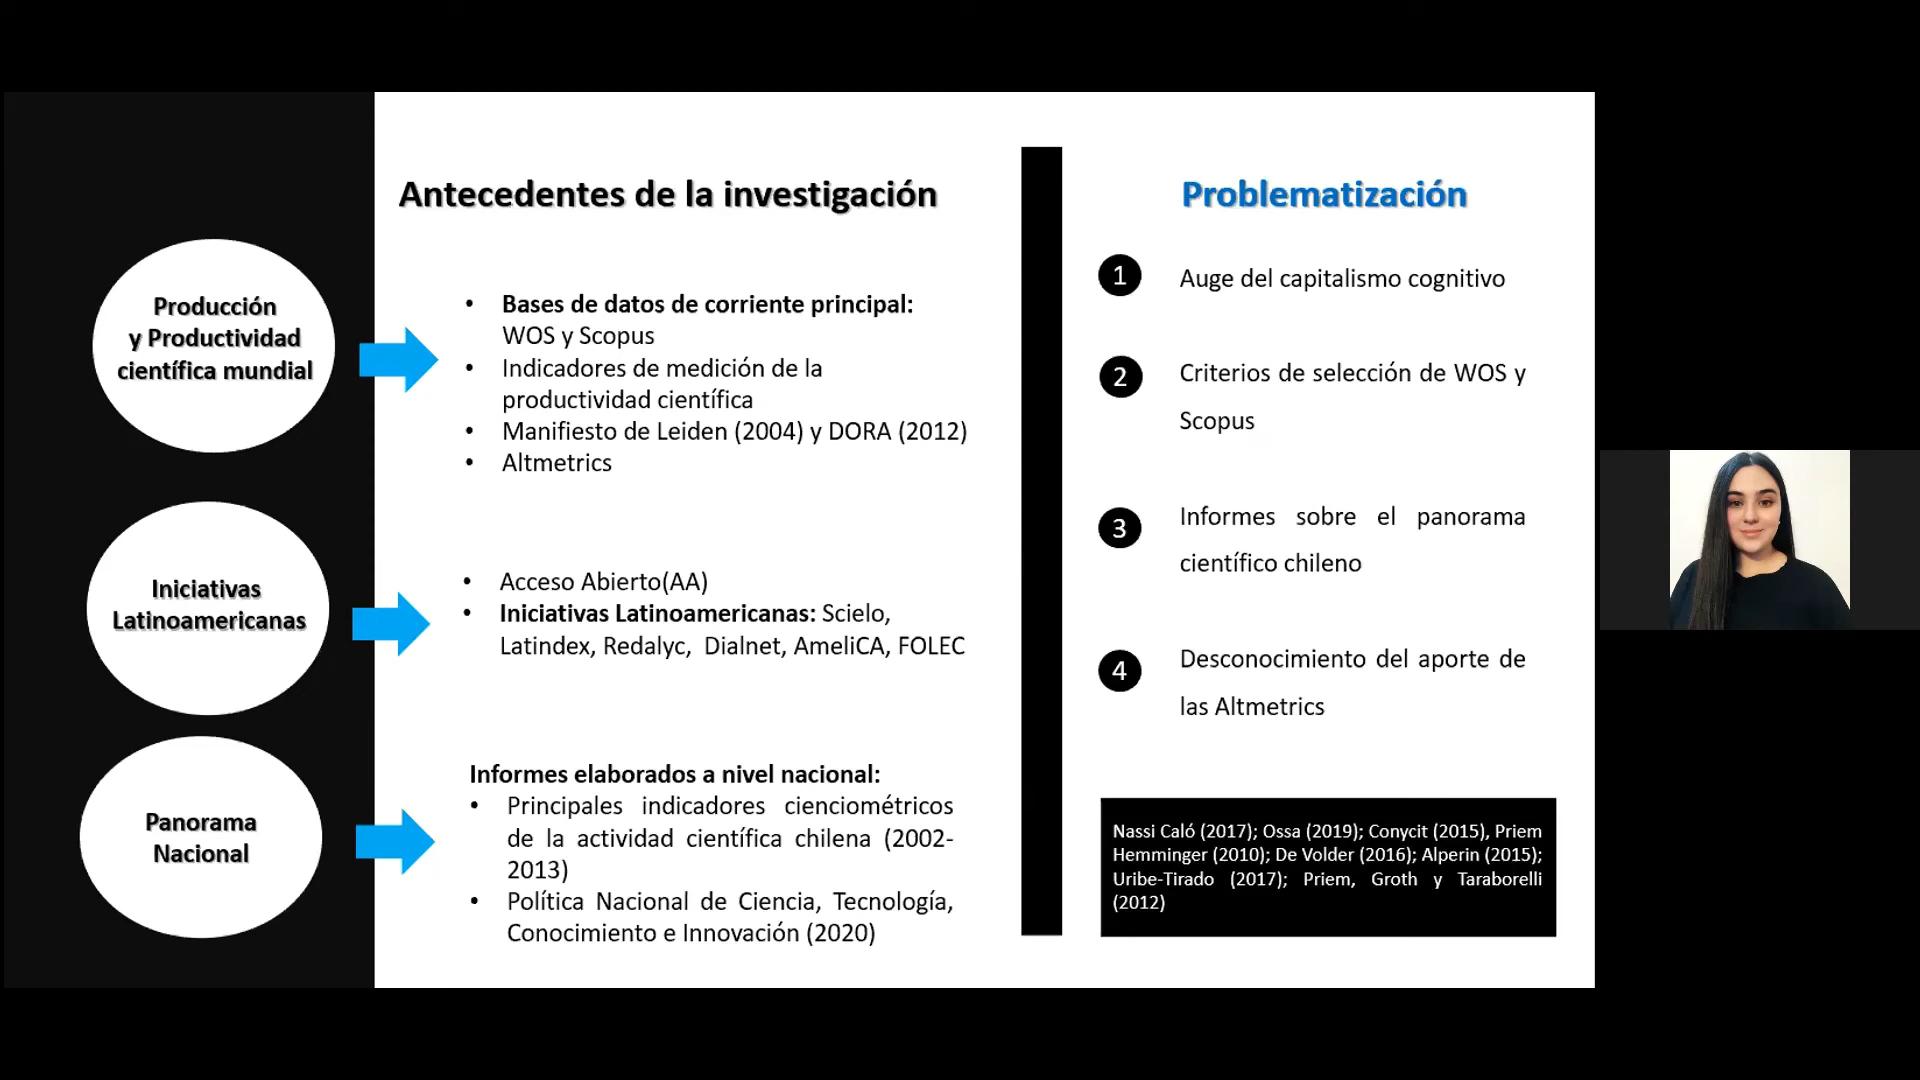 Antecedentes de la investigación
Producción
y Productividad
científica mundial
• Bases de datos de corriente principal:
WOS y Scopus
• Indicadores de medición de la
productividad científica
• Manifiesto de Leiden (2004) y DORA (2012)
• Altmetrics
Iniciativas
Latinoamericanas
• Acceso Abierto(AA)
• Iniciativas Latinoamericanas: Scielo,
Latindex, Redalyc, Dialnet, AmeliCA, FOLEC
Panorama
Nacional
Informes elaborados a nivel nacional:
• Principales indicadores cienciométricos
de la actividad científica chilena (2002-
2013)
• Política Nacional de Ciencia, Tecnología,
Conocimiento e Innovación (2020)
Problematización
1 Auge del capitalismo cognitivo
2 Criterios de selección de WOS y
Scopus
3 Informes sobre el panorama
científico chileno
4 Desconocimiento del aporte de
las Altmetrics
Nassi Caló (2017); Ossa (2019); Conycit (2015), Priem
Hemminger (2010); De Volder (2016); Alperin (2015);
Uribe-Tirado (2017); Priem, Groth y Taraborelli
(2012)